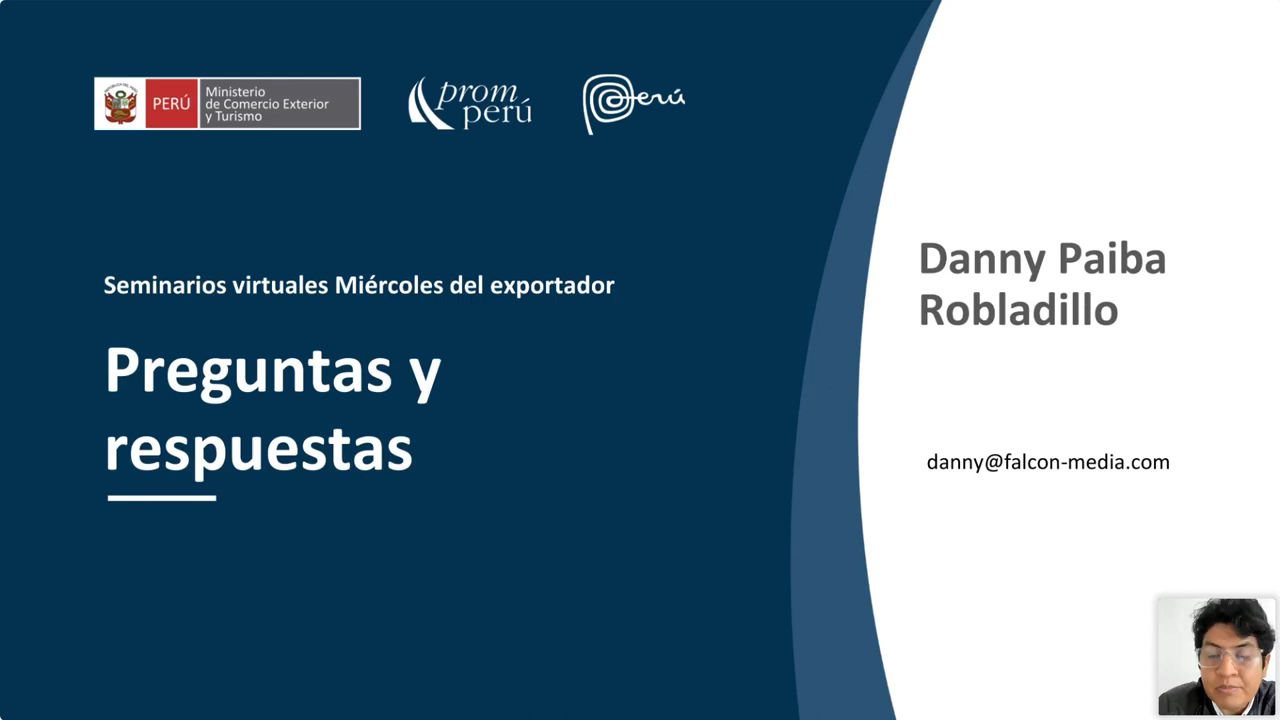 PERÚ
Ministerio
de Comercio Exterior
y Turismo
prom
perú
Perú
Seminarios virtuales Miércoles del exportador
Preguntas y
respuestas
Danny Paiba
Robladillo
danny@falcon-media.com